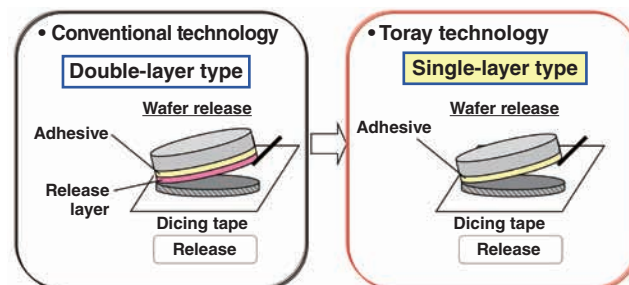 • Conventional technology
Double-layer type
Wafer release
Adhesive
Release
layer
Dicing tape
Release
• Toray technology
Single-layer type
Wafer release
Adhesive
Dicing tape
Release